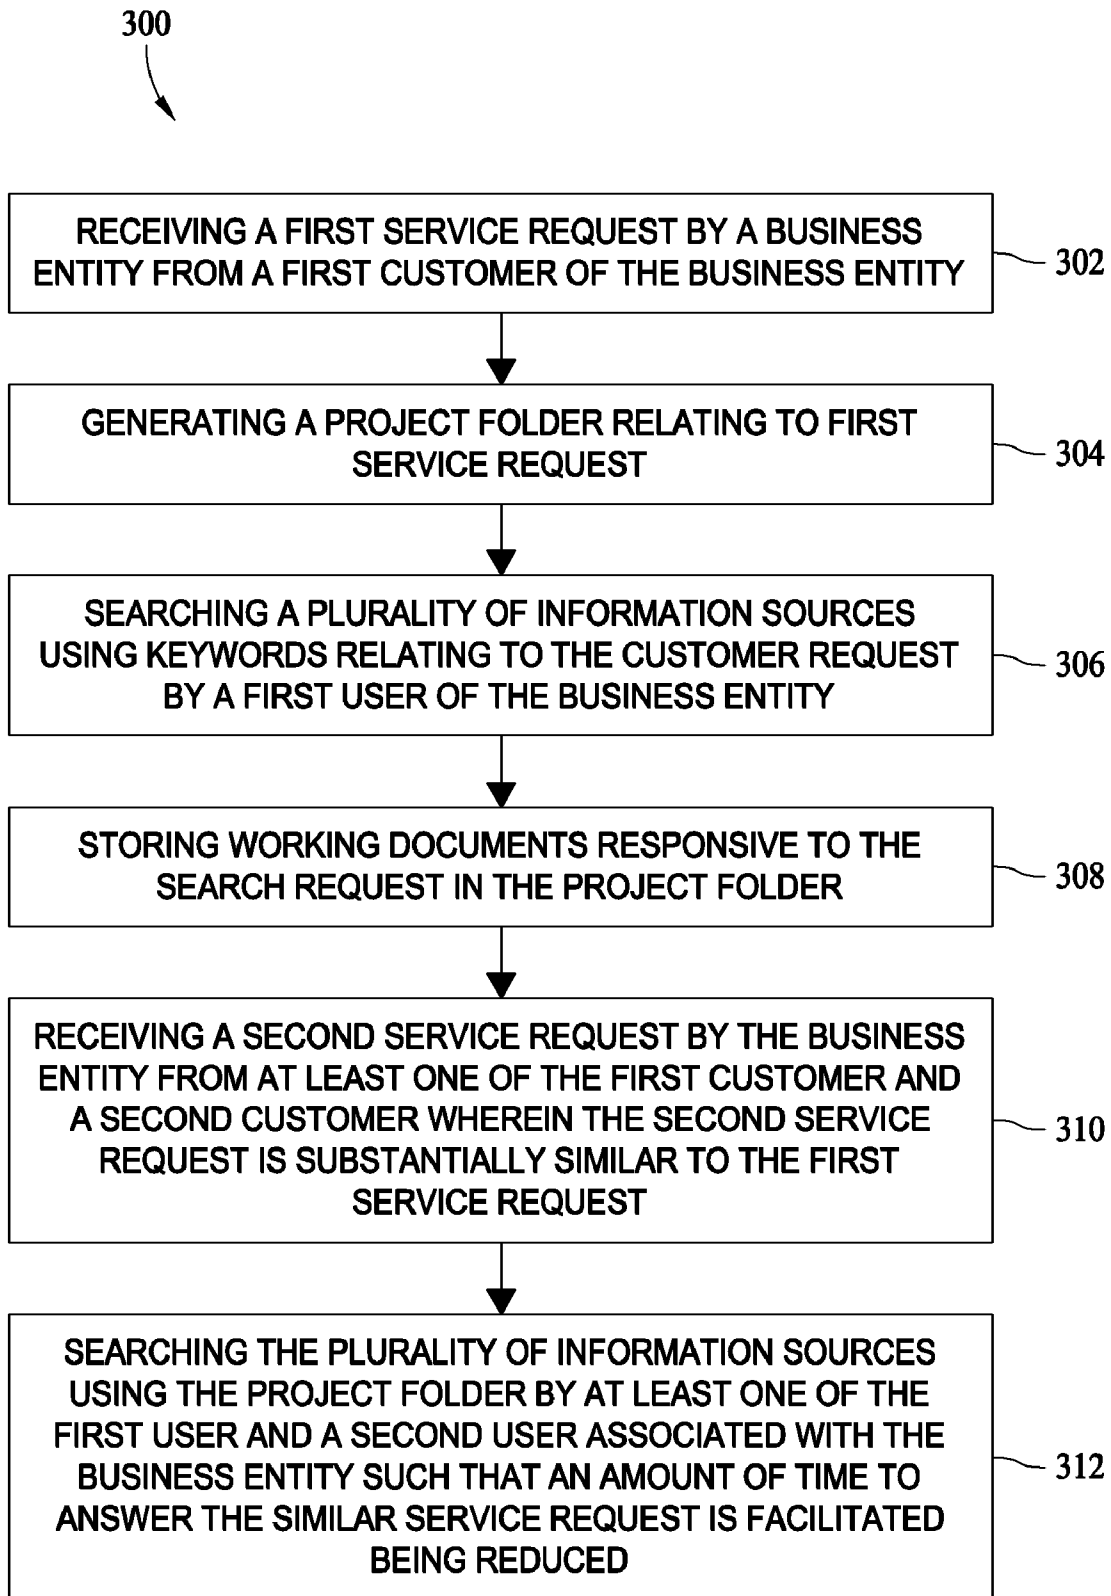 300
RECEIVING A FIRST SERVICE REQUEST BY A BUSINESS
ENTITY FROM A FIRST CUSTOMER OF THE BUSINESS ENTITY
302
GENERATING A PROJECT FOLDER RELATING TO FIRST
SERVICE REQUEST
304
SEARCHING A PLURALITY OF INFORMATION SOURCES
USING KEYWORDS RELATING TO THE CUSTOMER REQUEST
BY A FIRST USER OF THE BUSINESS ENTITY
306
STORING WORKING DOCUMENTS RESPONSIVE TO THE
SEARCH REQUEST IN THE PROJECT FOLDER
308
RECEIVING A SECOND SERVICE REQUEST BY THE BUSINESS
ENTITY FROM AT LEAST ONE OF THE FIRST CUSTOMER AND
A SECOND CUSTOMER WHEREIN THE SECOND SERVICE
REQUEST IS SUBSTANTIALLY SIMILAR TO THE FIRST
SERVICE REQUEST
310
SEARCHING THE PLURALITY OF INFORMATION SOURCES
USING THE PROJECT FOLDER BY AT LEAST ONE OF THE
FIRST USER AND A SECOND USER ASSOCIATED WITH THE
BUSINESS ENTITY SUCH THAT AN AMOUNT OF TIME TO
ANSWER THE SIMILAR SERVICE REQUEST IS FACILITATED
BEING REDUCED
312